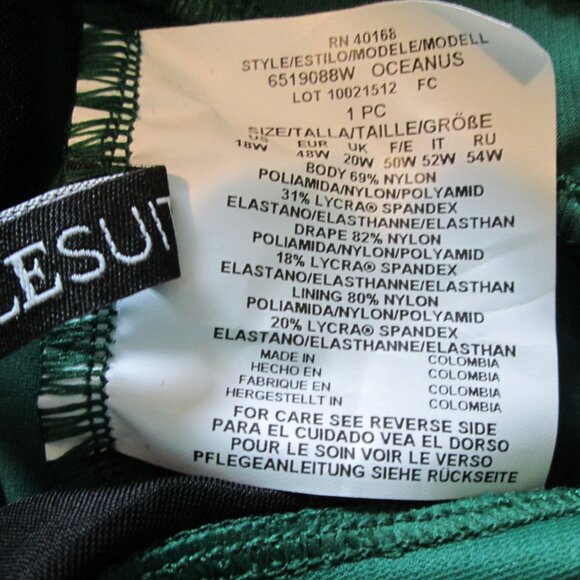 RN 40168
STYLE/ESTILO/MODELE/MODELL
6519088W OCEANUS
LOT 10021512 FC
1 PC
SIZE/TALLA/TAILLE/GRÖßE
US EUR UK F/E IT RU
18W 48W 20W 50W 52W 54W
BODY 69% NYLON
POLIAMIDA/NYLON/POLYAMID
31% LYCRA® SPANDEX
ELASTANO/ELASTHANNE/ELASTHAN
DRAPE 82% NYLON
POLIAMIDA/NYLON/POLYAMID
18% LYCRA® SPANDEX
ELASTANO/ELASTHANNE/ELASTHAN
LINING 80% NYLON
POLIAMIDA/NYLON/POLYAMID
20% LYCRA® SPANDEX
ELASTANO/ELASTHANNE/ELASTHAN
MADE IN COLOMBIA
HECHO EN COLOMBIA
FABRIQUE EN COLOMBIA
HERGESTELLT IN COLOMBIA
FOR CARE SEE REVERSE SIDE
PARA EL CUIDADO VEA EL DORSO
POUR LE SOIN VOIR LE VERSO
PFLEGEANLEITUNG SIEHE RÜCKSEITE
LESUIT